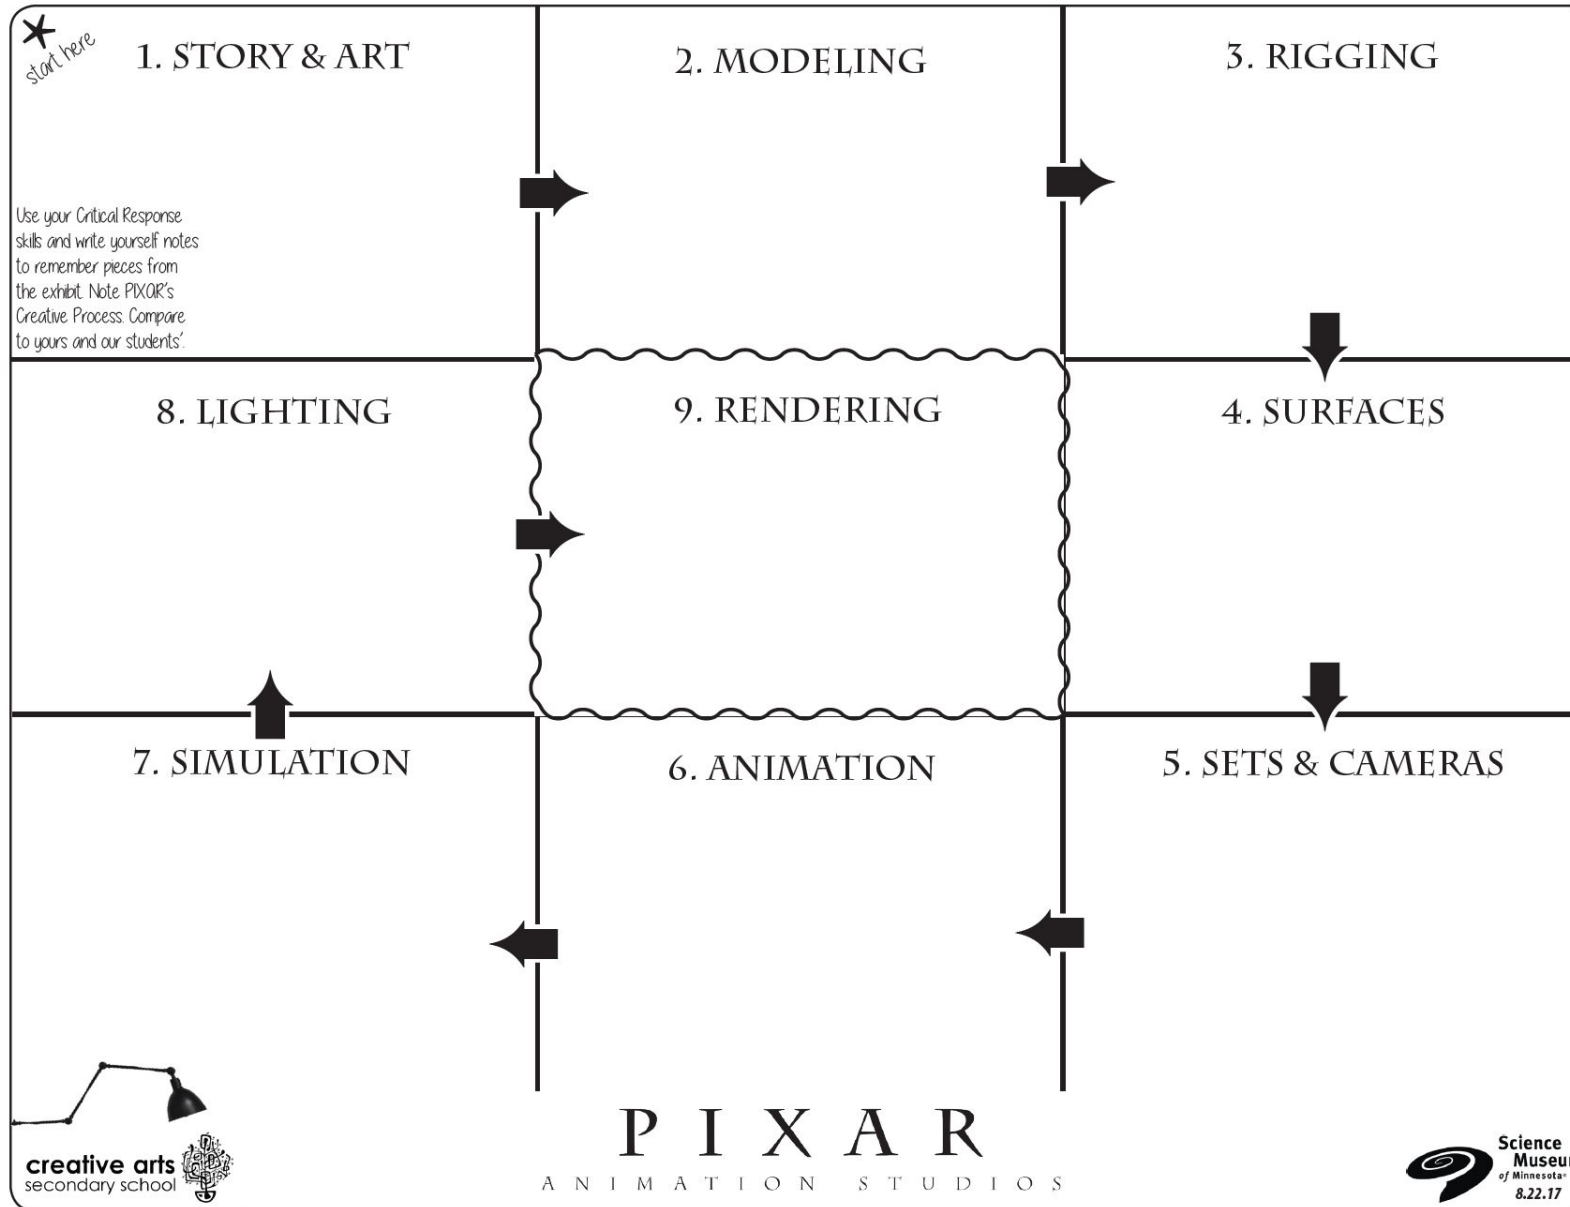 start here
1. STORY & ART
2. MODELING
3. RIGGING
Use your Critical Response
skills and write yourself notes
to remember pieces from
the exhibit. Note PIXAR's
Creative Process. Compare
to yours and our students'.
8. LIGHTING
9. RENDERING
4. SURFACES
7. SIMULATION
6. ANIMATION
5. SETS & CAMERAS
creative arts
secondary school
PIXAR
ANIMATION STUDIOS
Science
Museu
of Minnesota
8.22.17